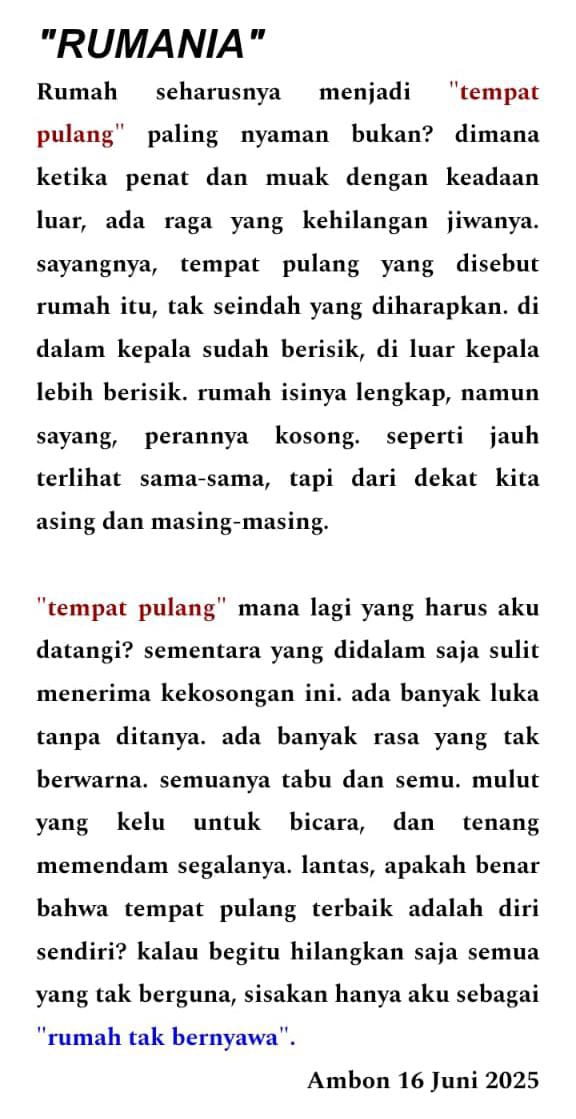 "RUMANIA"
Rumah seharusnya menjadi "tempat
pulang" paling nyaman bukan? dimana
ketika penat dan muak dengan keadaan
luar, ada raga yang kehilangan jiwanya.
sayangnya, tempat pulang yang disebut
rumah itu, tak seindah yang diharapkan. di
dalam kepala sudah berisik, di luar kepala
lebih berisik. rumah isinya lengkap, namun
sayang, perannya kosong. seperti jauh
terlihat sama-sama, tapi dari dekat kita
asing dan masing-masing.
"tempat pulang" mana lagi yang harus aku
datangi? sementara yang didalam saja sulit
menerima kekosongan ini. ada banyak luka
tanpa ditanya. ada banyak rasa yang tak
berwarna. semuanya tabu dan semu. mulut
yang kelu untuk bicara, dan tenang
memendam segalanya. lantas, apakah benar
bahwa tempat pulang terbaik adalah diri
sendiri? kalau begitu hilangkan saja semua
yang tak berguna, sisakan hanya aku sebagai
"rumah tak bernyawa".
Ambon 16 Juni 2025